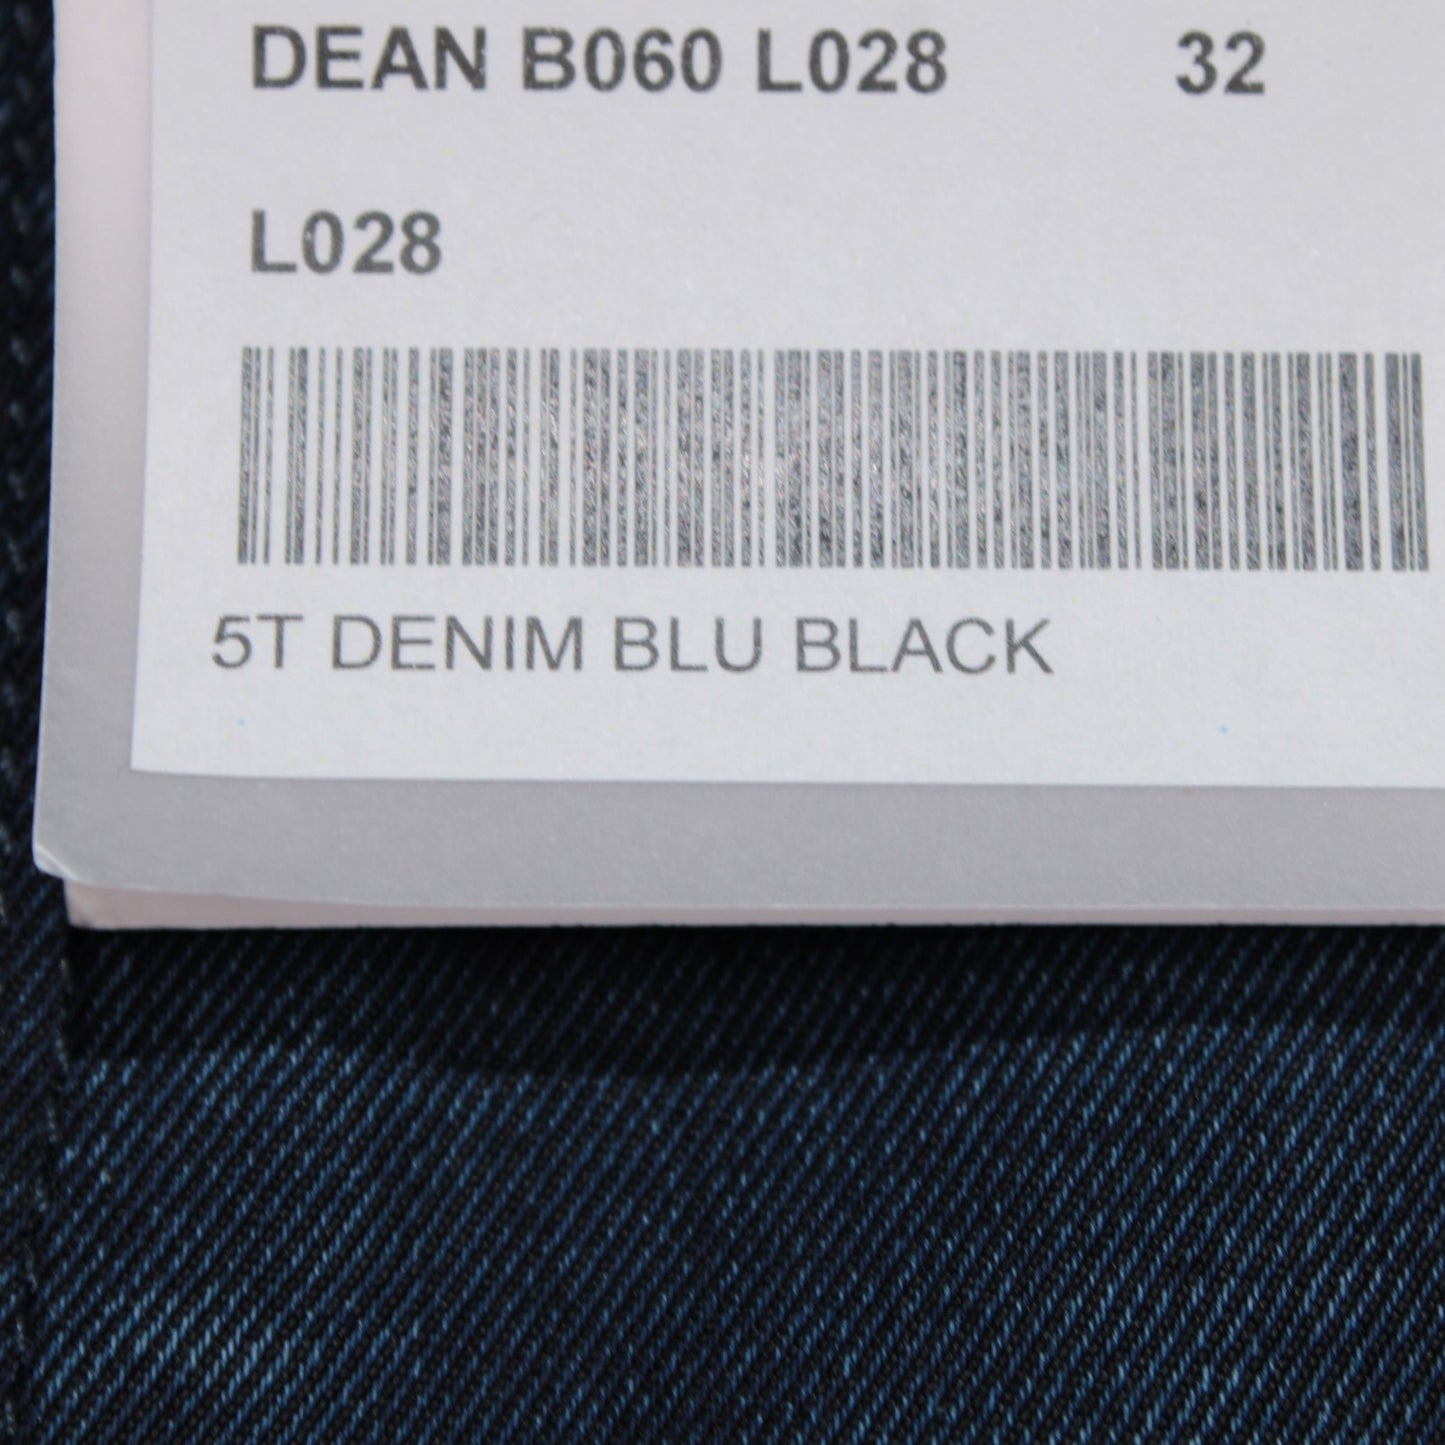 DEAN B060 L028 32
L028
5T DENIM BLU BLACK